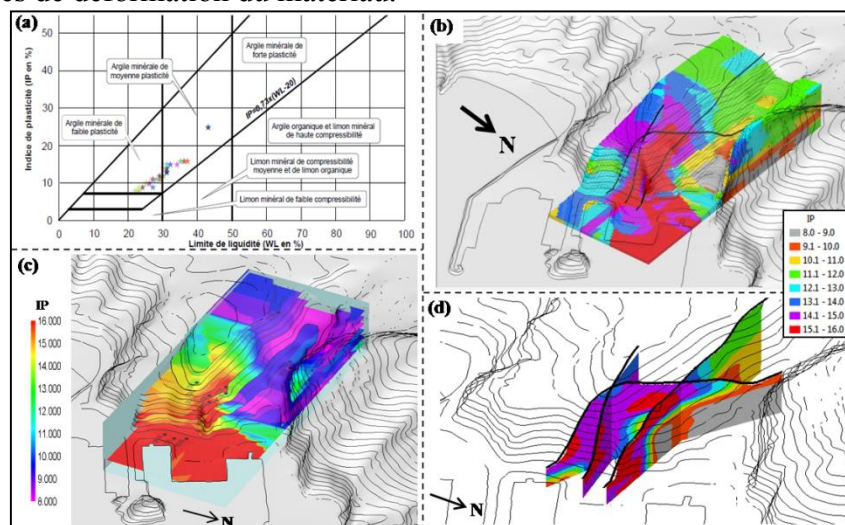 es de déformation du matériau.
(a)
Indice de plasticité (IP en %)
50
40
30
20
10
0
Argile minérale de
moyenne plasticité
Argile minérale de
forte plasticité
Argile minérale de
faible plasticité
IP=0,73x(WL-20)
Argile organique et limon minéral
de haute compressibilité
Limon minéral de compressibilité
moyenne et de limon organique
Limon minéral de faible compressibilité
0 10 20 30 40 50 60 70 80 90 100
Limite de liquidité (WL en %)
(b)
N
IP
8.0 - 9.0
9.1 - 10.0
10.1 - 11.0
11.1 - 12.0
12.1 - 13.0
13.1 - 14.0
14.1 - 15.0
15.1 - 16.0
(c)
IP
16.000
15.000
14.000
13.000
12.000
11.000
10.000
9.000
8.000
N
(d)
N